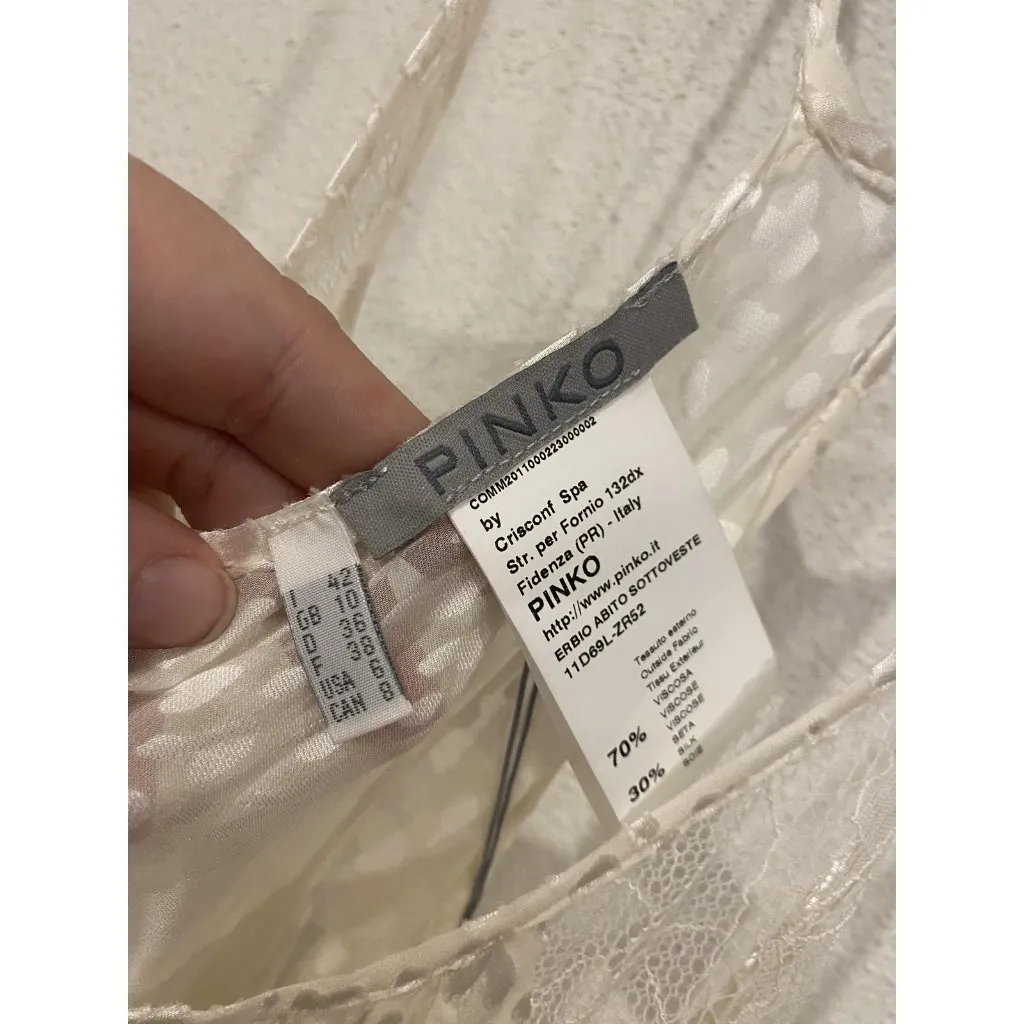 PINKO
COMM2011000223000002
by
Crisconf Spa
Str. per Fornio 132dx
Fidenza (PR) - Italy
PINKO
http://www.pinko.it
ERBIO ABITO SOTTOVESTE
11D69L-ZR52
Tessuto esterno
Outside Fabric
Tissu Exterieur
70% VISCOSA
VISCOSE
VISCOSE
30% SETA
SILK
SOIE
I 42
GB 10
D 36
F 38
USA 6
CAN 8